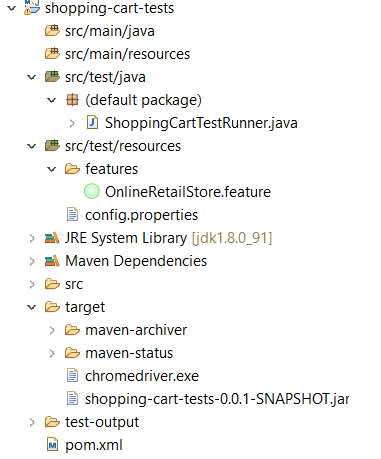 shopping-cart-tests
src/main/java
src/main/resources
src/test/java
(default package)
ShoppingCartTestRunner.java
src/test/resources
features
OnlineRetailStore.feature
config.properties
JRE System Library [jdk1.8.0_91]
Maven Dependencies
src
target
maven-archiver
maven-status
chromedriver.exe
shopping-cart-tests-0.0.1-SNAPSHOT.jar
test-output
pom.xml